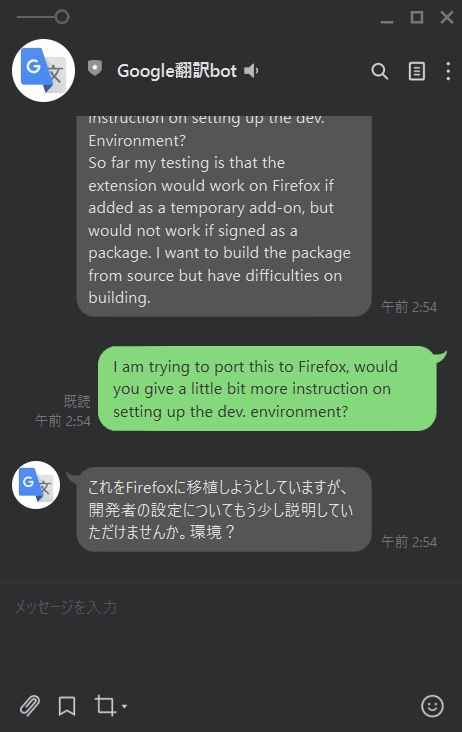 Google翻訳bot
instruction on setting up the dev.
Environment?
So far my testing is that the
extension would work on Firefox if
added as a temporary add-on, but
would not work if signed as a
package. I want to build the package
from source but have difficulties on
building.
午前 2:54
I am trying to port this to Firefox, would
you give a little bit more instruction on
setting up the dev. environment?
既読
午前 2:54
これをFirefoxに移植しようとしていますが、
開発者の設定についてもう少し説明してい
ただけませんか。環境？
午前 2:54
メッセージを入力